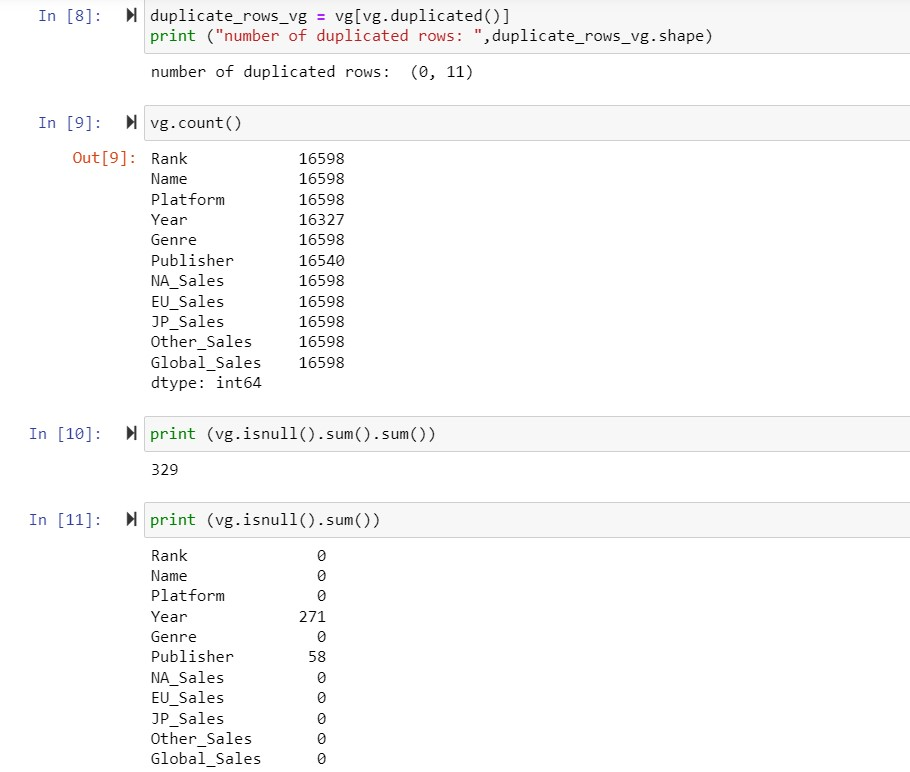 In [8]: duplicate_rows_vg = vg[vg.duplicated()]
print ("number of duplicated rows: ",duplicate_rows_vg.shape)
number of duplicated rows:  (0, 11)
In [9]: vg.count()
Out[9]: Rank 16598
Name 16598
Platform 16598
Year 16327
Genre 16598
Publisher 16540
NA_Sales 16598
EU_Sales 16598
JP_Sales 16598
Other_Sales 16598
Global_Sales 16598
dtype: int64
In [10]: print (vg.isnull().sum().sum())
329
In [11]: print (vg.isnull().sum())
Rank 0
Name 0
Platform 0
Year 271
Genre 0
Publisher 58
NA_Sales 0
EU_Sales 0
JP_Sales 0
Other_Sales 0
Global_Sales 0